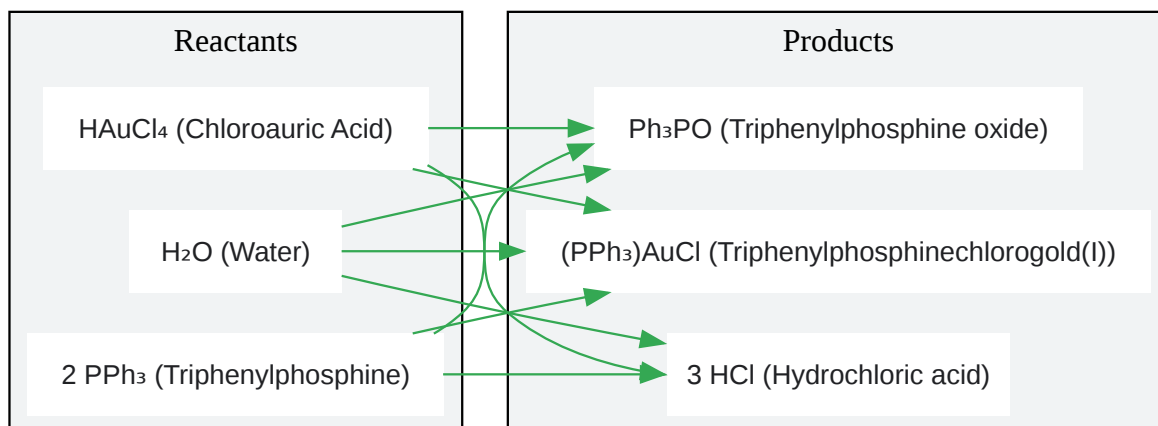 Reactants
HAuCl₄ (Chloroauric Acid)
H₂O (Water)
2 PPh₃ (Triphenylphosphine)
Products
Ph₃PO (Triphenylphosphine oxide)
(PPh₃)AuCl (Triphenylphosphinechlorogold(I))
3 HCl (Hydrochloric acid)